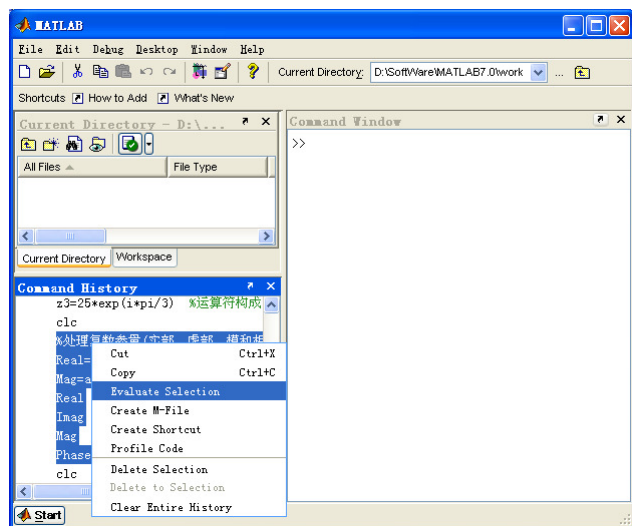 MATLAB
File Edit Debug Desktop Window Help
Current Directory: D:\SoftWare\MATLAB7.0\work ...
Shortcuts How to Add What's New
Current Directory - D:\...
All Files File Type
Current Directory Workspace
Command History
z3=25*exp(i*pi/3) %运算符构成
clc
%处理复数参量(实部、虚部、模和相
Real=
Mag=a
Real
Imag
Mag
Phase
clc
Cut Ctrl+X
Copy Ctrl+C
Evaluate Selection
Create M-File
Create Shortcut
Profile Code
Delete Selection
Delete to Selection
Clear Entire History
Command Window
>>
Start